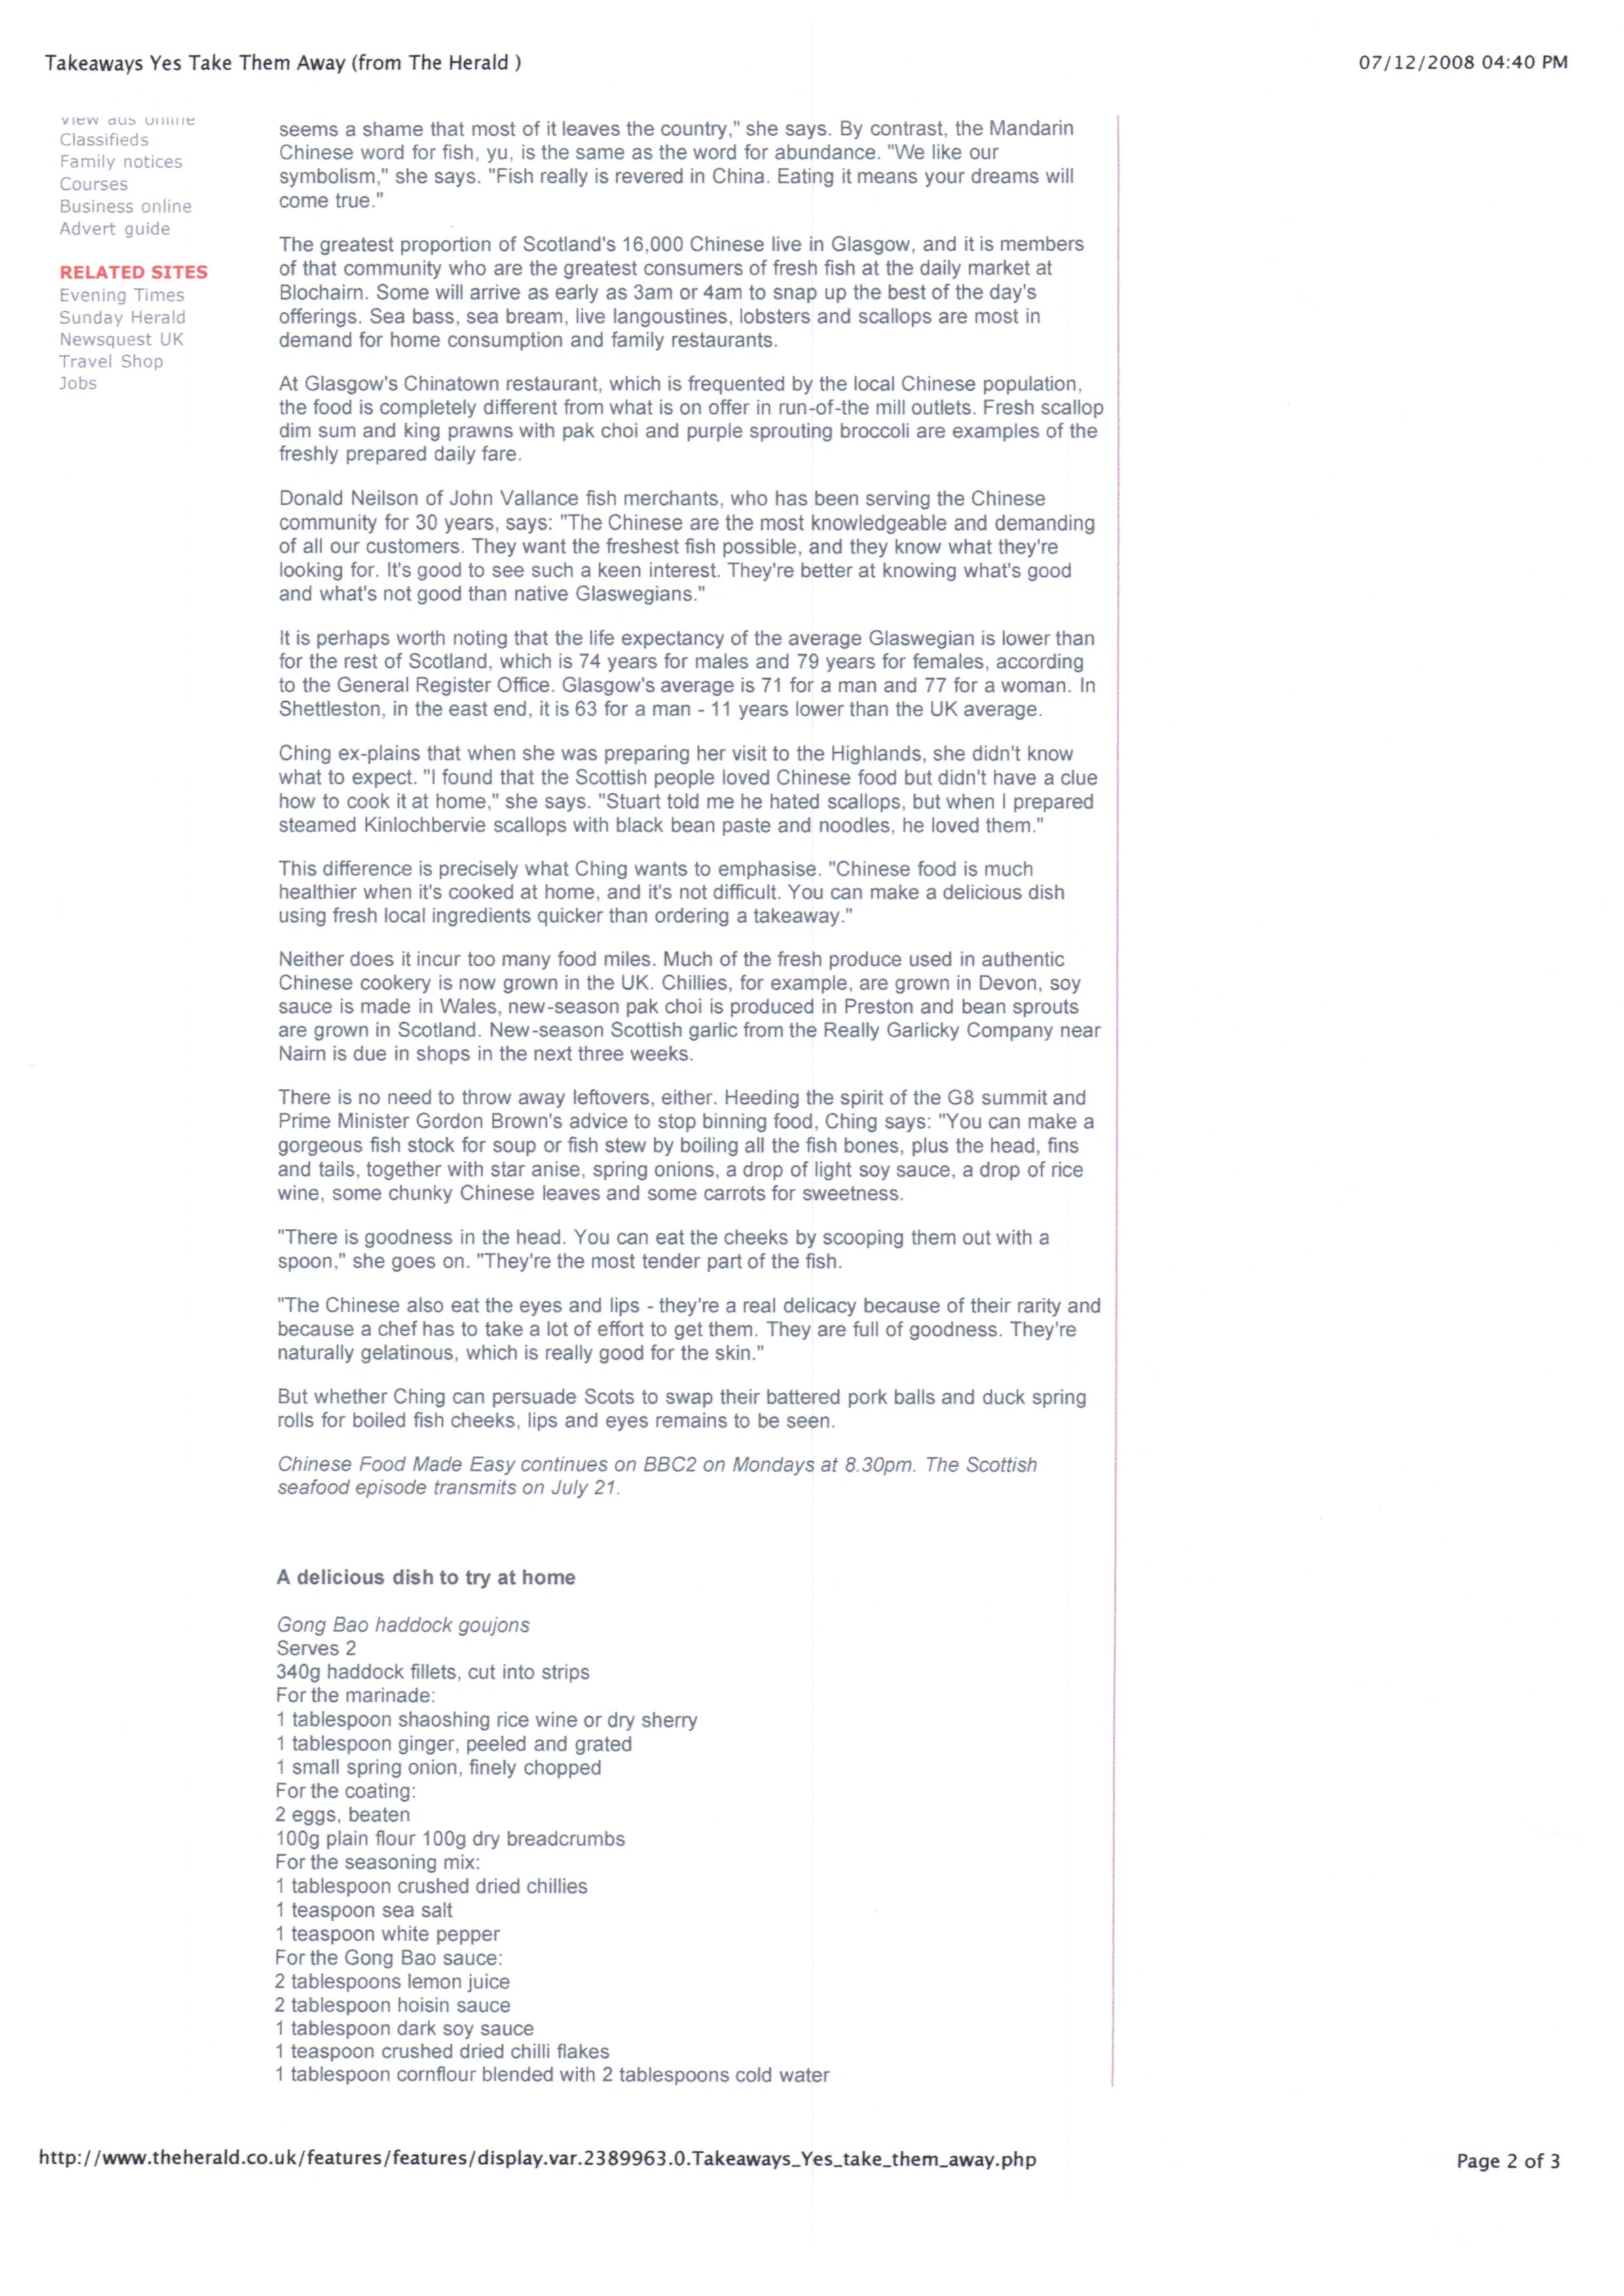 Takeaways Yes Take Them Away (from The Herald )
07/12/2008 04:40 PM
View ads online
Classifieds
Family notices
Courses
Business online
Advert guide
RELATED SITES
Evening Times
Sunday Herald
Newsquest UK
Travel Shop
Jobs
seems a shame that most of it leaves the country," she says. By contrast, the Mandarin
Chinese word for fish, yu, is the same as the word for abundance. "We like our
symbolism," she says. "Fish really is revered in China. Eating it means your dreams will
come true."
The greatest proportion of Scotland's 16,000 Chinese live in Glasgow, and it is members
of that community who are the greatest consumers of fresh fish at the daily market at
Blochairn. Some will arrive as early as 3am or 4am to snap up the best of the day's
offerings. Sea bass, sea bream, live langoustines, lobsters and scallops are most in
demand for home consumption and family restaurants.
At Glasgow's Chinatown restaurant, which is frequented by the local Chinese population,
the food is completely different from what is on offer in run-of-the mill outlets. Fresh scallop
dim sum and king prawns with pak choi and purple sprouting broccoli are examples of the
freshly prepared daily fare.
Donald Neilson of John Vallance fish merchants, who has been serving the Chinese
community for 30 years, says: "The Chinese are the most knowledgeable and demanding
of all our customers. They want the freshest fish possible, and they know what they're
looking for. It's good to see such a keen interest. They're better at knowing what's good
and what's not good than native Glaswegians."
It is perhaps worth noting that the life expectancy of the average Glaswegian is lower than
for the rest of Scotland, which is 74 years for males and 79 years for females, according
to the General Register Office. Glasgow's average is 71 for a man and 77 for a woman. In
Shettleston, in the east end, it is 63 for a man - 11 years lower than the UK average.
Ching ex-plains that when she was preparing her visit to the Highlands, she didn't know
what to expect. "I found that the Scottish people loved Chinese food but didn't have a clue
how to cook it at home," she says. "Stuart told me he hated scallops, but when I prepared
steamed Kinlochbervie scallops with black bean paste and noodles, he loved them."
This difference is precisely what Ching wants to emphasise. "Chinese food is much
healthier when it's cooked at home, and it's not difficult. You can make a delicious dish
using fresh local ingredients quicker than ordering a takeaway."
Neither does it incur too many food miles. Much of the fresh produce used in authentic
Chinese cookery is now grown in the UK. Chillies, for example, are grown in Devon, soy
sauce is made in Wales, new-season pak choi is produced in Preston and bean sprouts
are grown in Scotland. New-season Scottish garlic from the Really Garlicky Company near
Nairn is due in shops in the next three weeks.
There is no need to throw away leftovers, either. Heeding the spirit of the G8 summit and
Prime Minister Gordon Brown's advice to stop binning food, Ching says: "You can make a
gorgeous fish stock for soup or fish stew by boiling all the fish bones, plus the head, fins
and tails, together with star anise, spring onions, a drop of light soy sauce, a drop of rice
wine, some chunky Chinese leaves and some carrots for sweetness.
"There is goodness in the head. You can eat the cheeks by scooping them out with a
spoon," she goes on. "They're the most tender part of the fish.
"The Chinese also eat the eyes and lips - they're a real delicacy because of their rarity and
because a chef has to take a lot of effort to get them. They are full of goodness. They're
naturally gelatinous, which is really good for the skin."
But whether Ching can persuade Scots to swap their battered pork balls and duck spring
rolls for boiled fish cheeks, lips and eyes remains to be seen.
Chinese Food Made Easy continues on BBC2 on Mondays at 8.30pm. The Scottish
seafood episode transmits on July 21.
A delicious dish to try at home
Gong Bao haddock goujons
Serves 2
340g haddock fillets, cut into strips
For the marinade:
1 tablespoon shaoshing rice wine or dry sherry
1 tablespoon ginger, peeled and grated
1 small spring onion, finely chopped
For the coating:
2 eggs, beaten
100g plain flour 100g dry breadcrumbs
For the seasoning mix:
1 tablespoon crushed dried chillies
1 teaspoon sea salt
1 teaspoon white pepper
For the Gong Bao sauce:
2 tablespoons lemon juice
2 tablespoon hoisin sauce
1 tablespoon dark soy sauce
1 teaspoon crushed dried chilli flakes
1 tablespoon cornflour blended with 2 tablespoons cold water
http://www.theherald.co.uk/features/features/display.var.2389963.0.Takeaways_Yes_take_them_away.php
Page 2 of 3